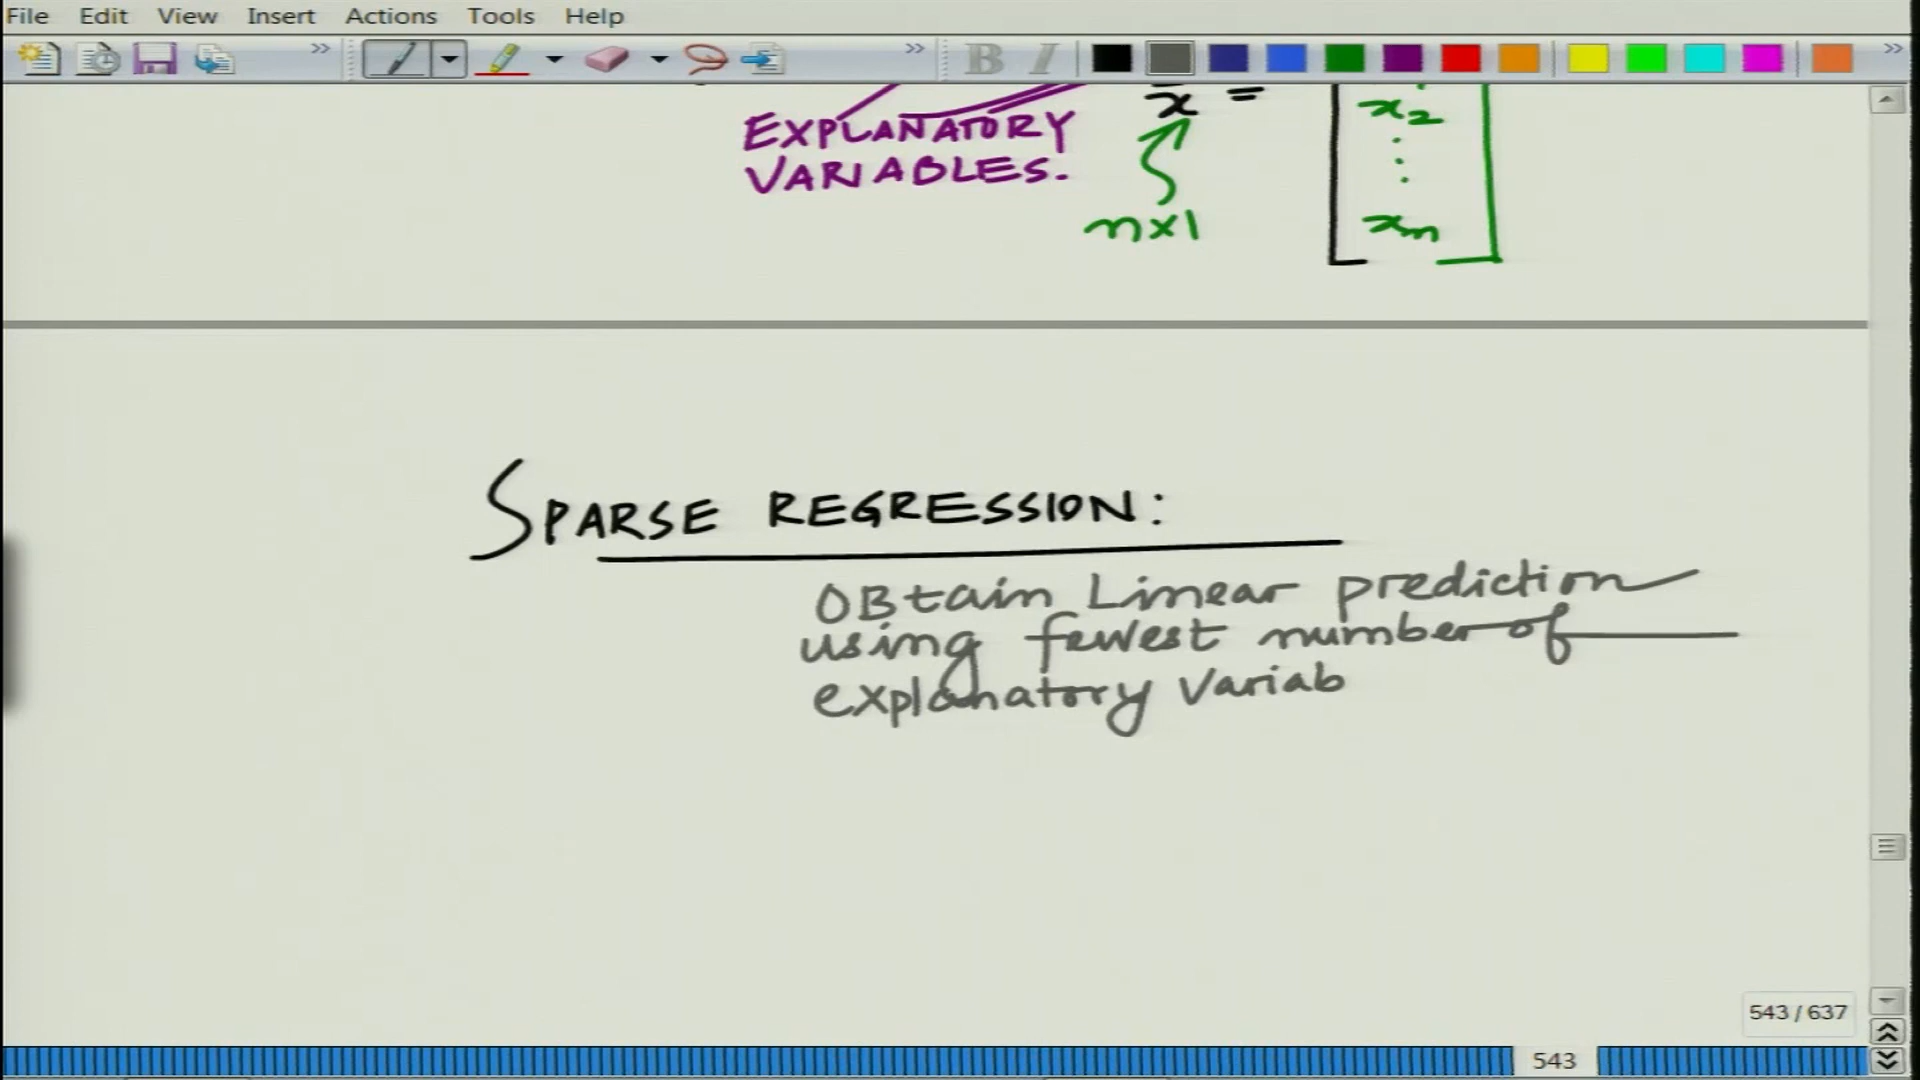 File Edit View Insert Actions Tools Help
B I
EXPLANATORY
VARIABLES.
x̄ =
x₂
⋮
xₙ
n×1
SPARSE REGRESSION:
OBtain Linear prediction
using fewest number of
explanatory Variab
543 / 637
543